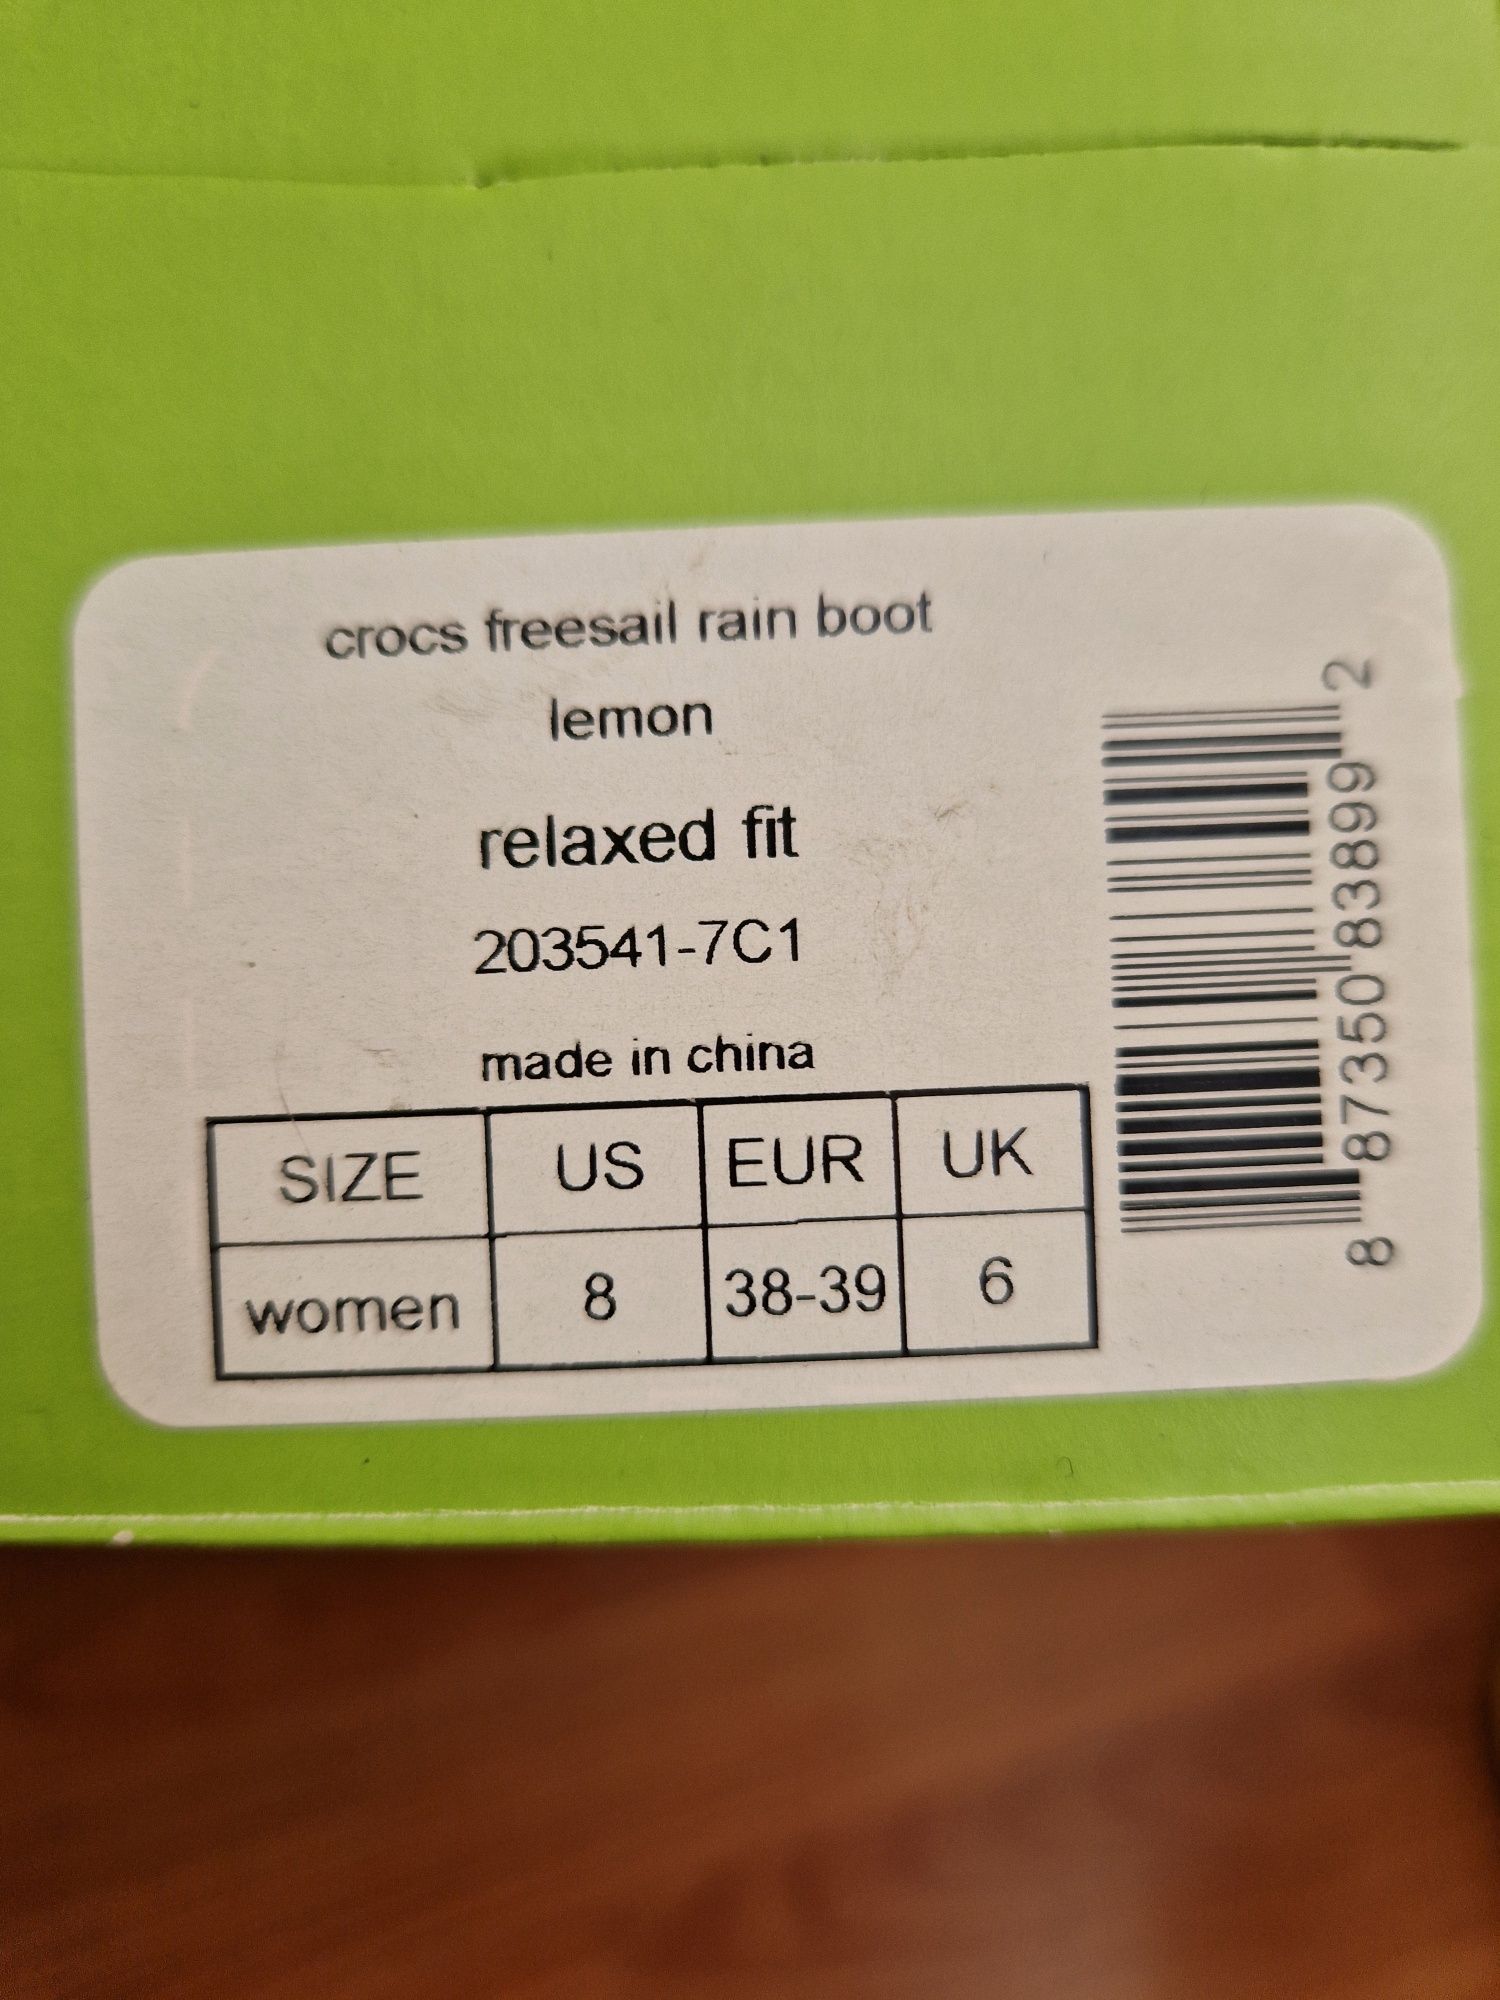 crocs freesail rain boot
lemon
relaxed fit
203541-7C1
made in china
SIZE US EUR UK
women 8 38-39 6
8 87350 83899 2